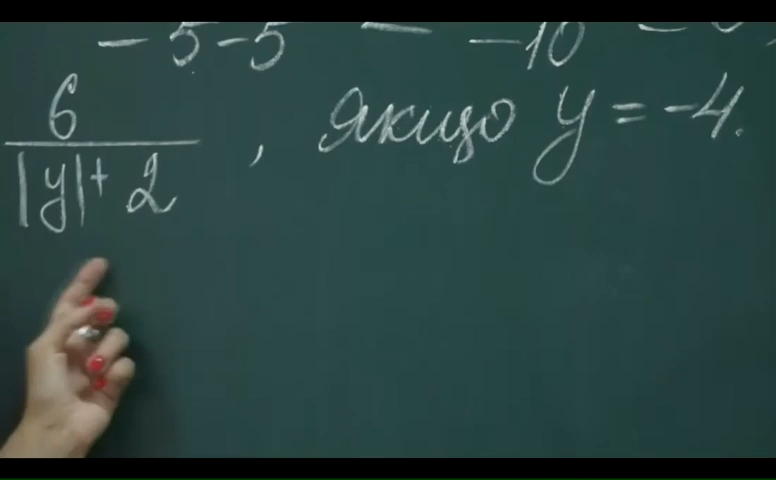 - 5 - 5 — - 10
6
|y| + 2 , якщо y = -4.